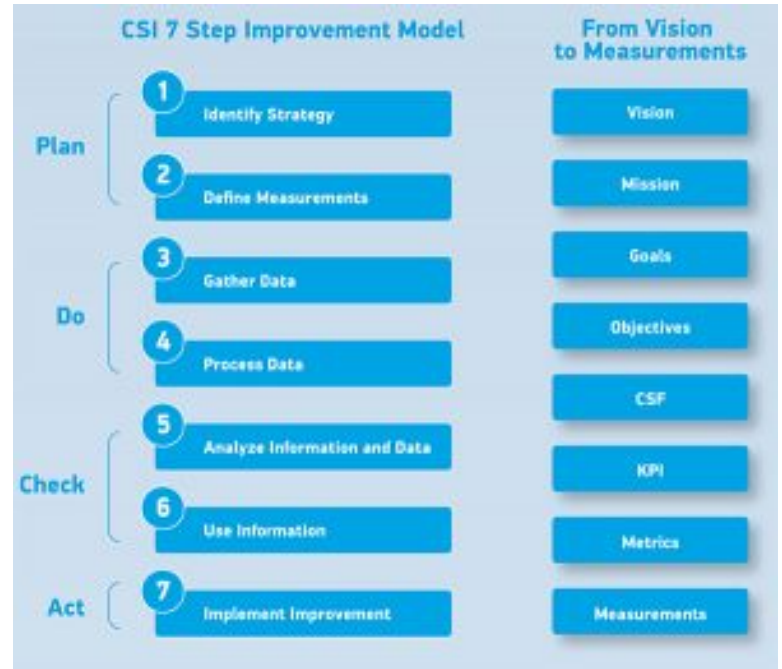 CSI 7 Step Improvement Model
Plan
1
Identify Strategy
2
Define Measurements
Do
3
Gather Data
4
Process Data
Check
5
Analyze Information and Data
6
Use Information
Act
7
Implement Improvement
From Vision
to Measurements
Vision
Mission
Goals
Objectives
CSF
KPI
Metrics
Measurements